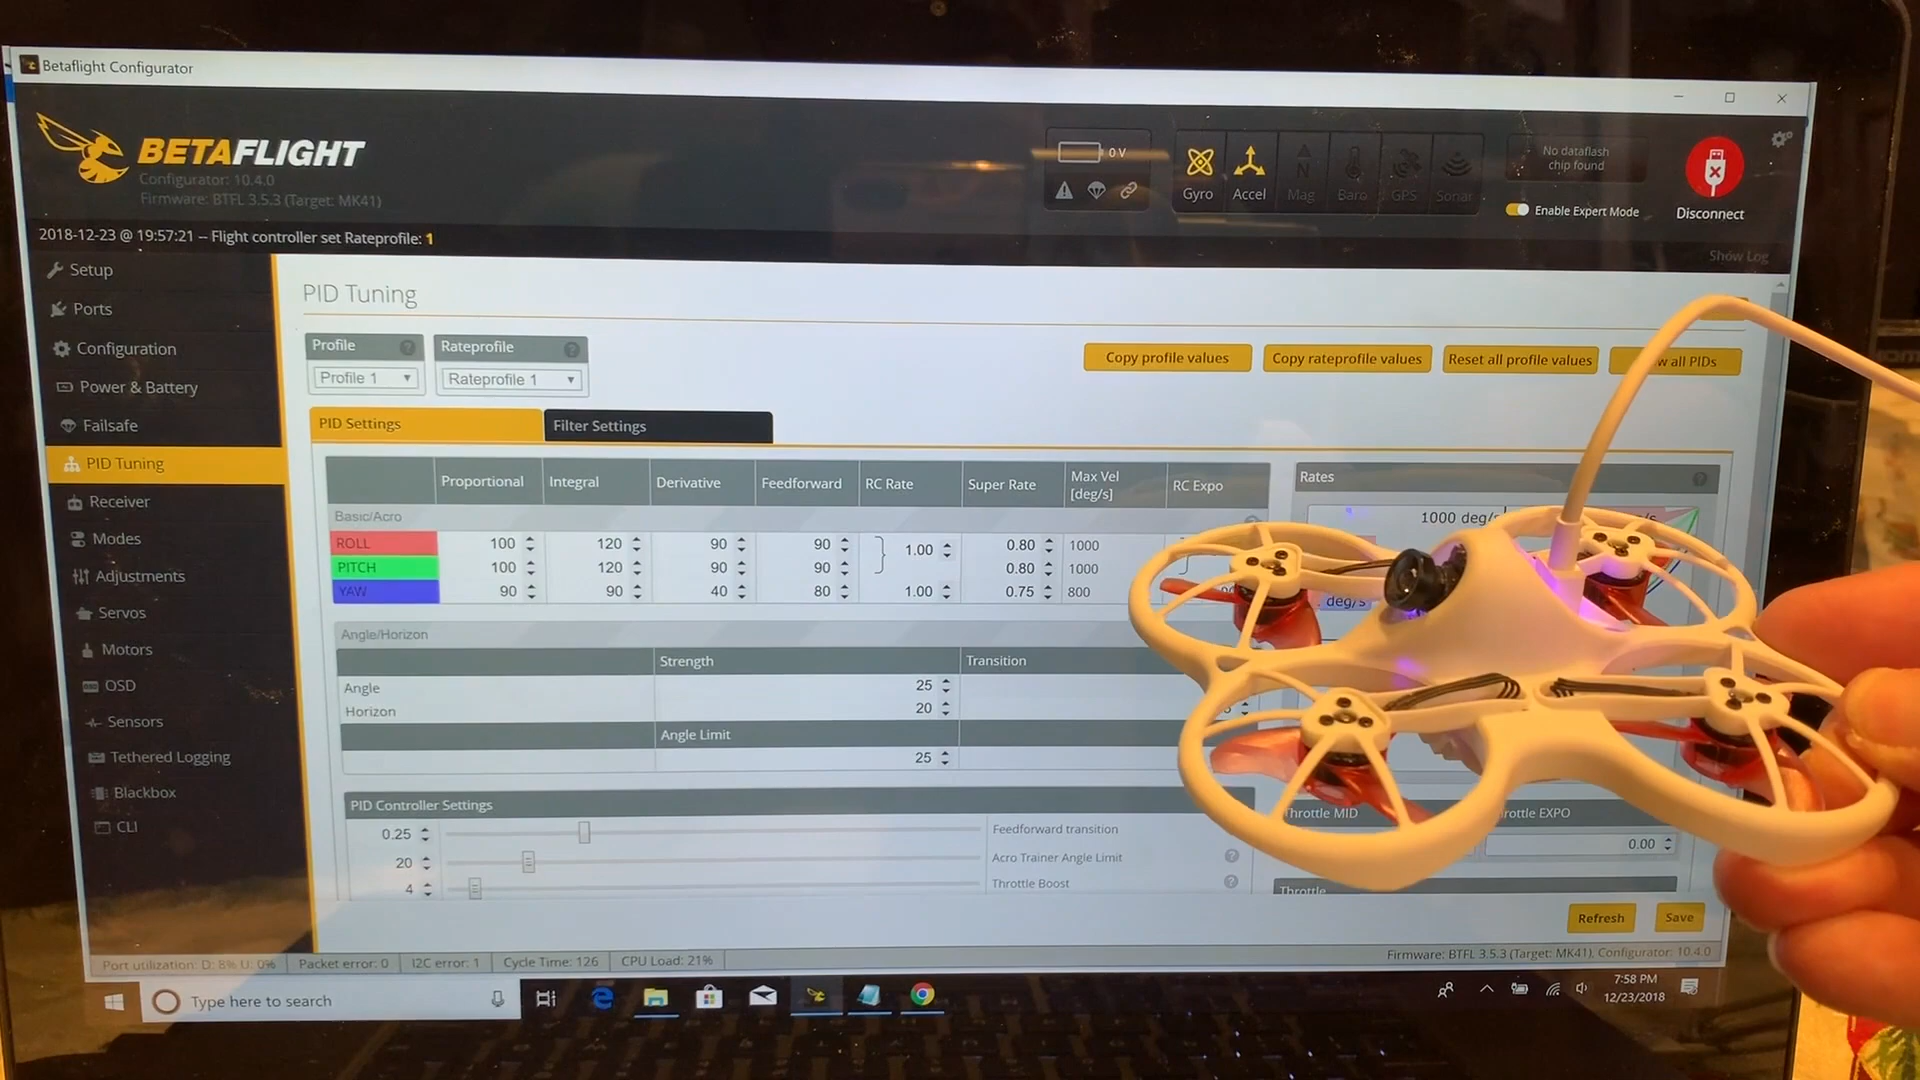 Betaflight Configurator
BETAFLIGHT
Configurator: 10.4.0
Firmware: BTFL 3.5.3 (Target: MK41)
0 V
Gyro
Accel
Mag
Baro
GPS
Sonar
No dataflash
chip found
Enable Expert Mode
Disconnect
2018-12-23 @ 19:57:21 -- Flight controller set Rateprofile: 1
Show Log
Setup
Ports
Configuration
Power & Battery
Failsafe
PID Tuning
Receiver
Modes
Adjustments
Servos
Motors
OSD
Sensors
Tethered Logging
Blackbox
CLI
PID Tuning
Profile
Profile 1
Rateprofile
Rateprofile 1
Copy profile values
Copy rateprofile values
Reset all profile values
all PIDs
PID Settings
Filter Settings
Proportional Integral Derivative Feedforward RC Rate Super Rate Max Vel [deg/s] RC Expo
Basic/Acro
ROLL 100 120 90 90 1.00 0.80 1000
PITCH 100 120 90 90 0.80 1000
YAW 90 90 40 80 1.00 0.75 800
Angle/Horizon
Strength Transition
Angle 25
Horizon 20
Angle Limit
25
PID Controller Settings
0.25 Feedforward transition
20 Acro Trainer Angle Limit
4 Throttle Boost
Rates
1000 deg/s
deg/s
Throttle MID
Throttle EXPO
0.00
Throttle
Refresh
Save
Port utilization: D: 8% U: 0%
Packet error: 0
I2C error: 1
Cycle Time: 126
CPU Load: 21%
Firmware: BTFL 3.5.3 (Target: MK41), Configurator: 10.4.0
Type here to search
7:58 PM
12/23/2018